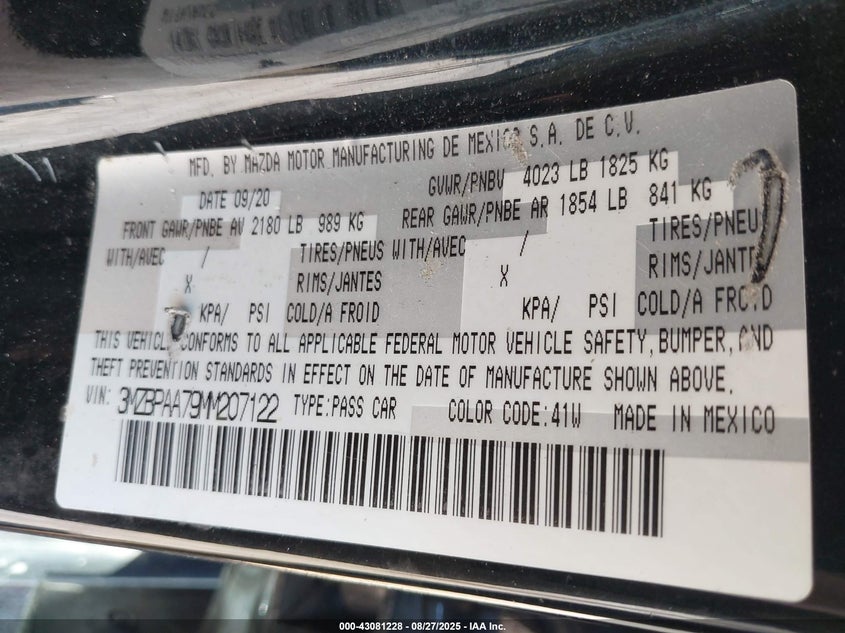 MFD. BY MAZDA MOTOR MANUFACTURING DE MEXICO S.A. DE C.V.
DATE 09/20 GVWR/PNBV 4023 LB 1825 KG
FRONT GAWR/PNBE AV 2180 LB 989 KG REAR GAWR/PNBE AR 1854 LB 841 KG
WITH/AVEC / TIRES/PNEUS WITH/AVEC / TIRES/PNEU
X RIMS/JANTES X RIMS/JANTE
KPA/ PSI COLD/A FROID KPA/ PSI COLD/A FROID
THIS VEHICLE CONFORMS TO ALL APPLICABLE FEDERAL MOTOR VEHICLE SAFETY, BUMPER, AND
THEFT PREVENTION STANDARDS IN EFFECT ON THE DATE OF MANUFACTURE SHOWN ABOVE.
VIN: 3MZBPAA79MM207122 TYPE:PASS CAR COLOR CODE:41W MADE IN MEXICO
000-43081228 - 08/27/2025 - IAA Inc.